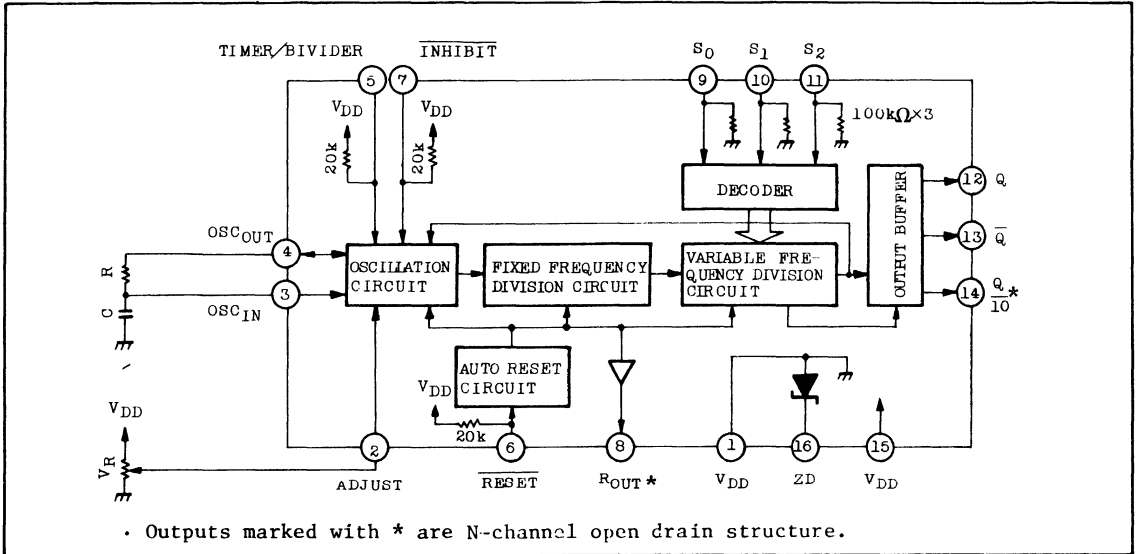 TIMER/BIVIDER
INHIBIT
S0
S1
S2
5
7
9
10
11
VDD
VDD
20k
20k
100kΩ×3
DECODER
12
Q
OSCOUT
4
R
OSCILLATION
CIRCUIT
FIXED FREQUENCY
DIVISION CIRCUIT
VARIABLE FRE-
QUENCY DIVISION
CIRCUIT
OUTPUT BUFFER
13
Q
3
C
OSCIN
14
Q
10
*
AUTO RESET
CIRCUIT
VDD
20k
VDD
VR
2
6
8
1
16
15
ADJUST
RESET
ROUT*
VDD
ZD
VDD
· Outputs marked with * are N-channel open drain structure.